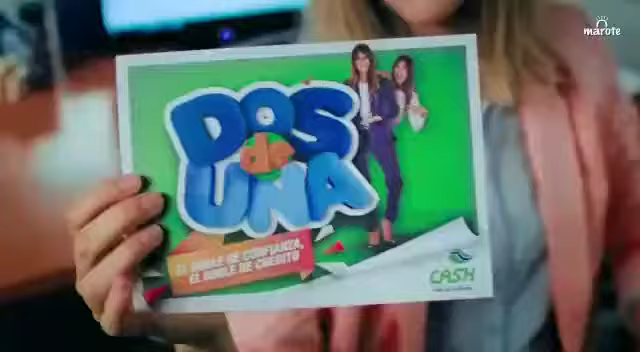 marote
DOS
de
UNA
EL DOBLE DE CONFIANZA,
EL DOBLE DE CRÉDITO
CASH